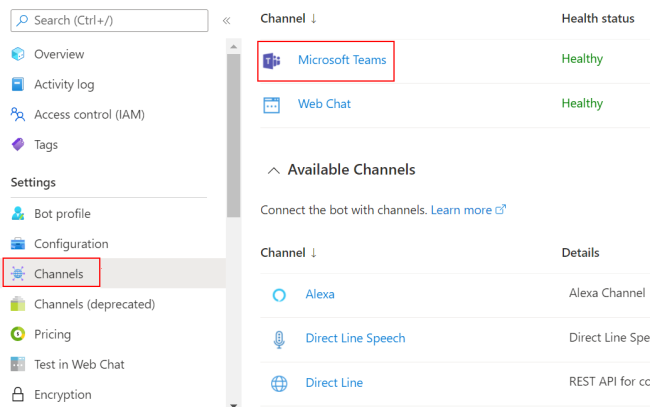 Search (Ctrl+/)
Overview
Activity log
Access control (IAM)
Tags
Settings
Bot profile
Configuration
Channels
Channels (deprecated)
Pricing
Test in Web Chat
Encryption
Channel ↓ Health status
Microsoft Teams Healthy
Web Chat Healthy
Available Channels
Connect the bot with channels. Learn more
Channel ↓ Details
Alexa Alexa Channel
Direct Line Speech Direct Line Spe
Direct Line REST API for co